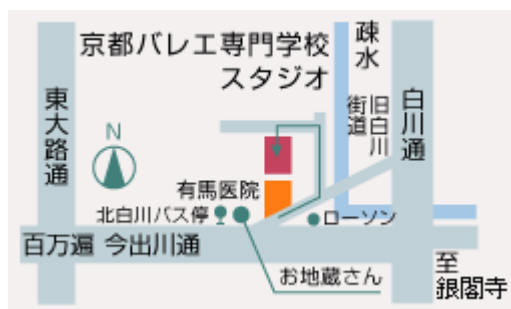 京都バレエ専門学校
スタジオ
疎水
東大路通
N
旧白川
街道
白川通
有馬医院
北白川バス停
ローソン
百万遍 今出川通
お地蔵さん
至
銀閣寺